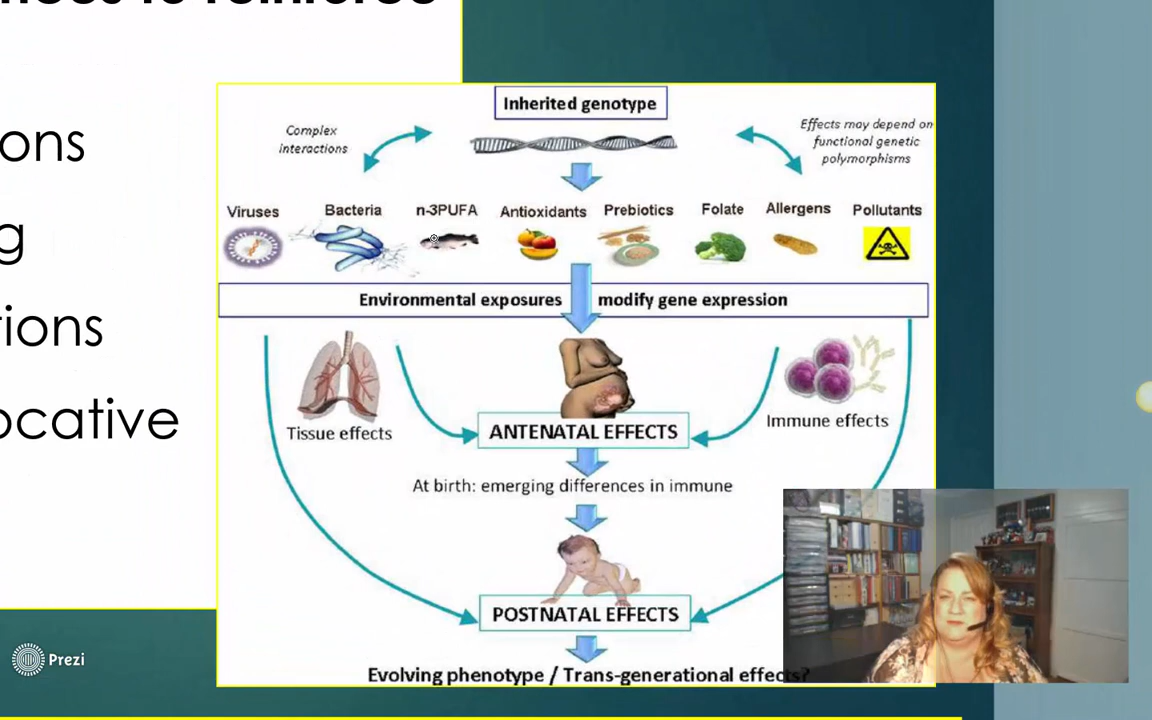 ons
g
tions
ocative
Inherited genotype
Complex
interactions
Effects may depend on
functional genetic
polymorphisms
Viruses Bacteria n-3PUFA Antioxidants Prebiotics Folate Allergens Pollutants
Environmental exposures modify gene expression
Tissue effects
Immune effects
ANTENATAL EFFECTS
At birth: emerging differences in immune
POSTNATAL EFFECTS
Evolving phenotype / Trans-generational effects?
Prezi